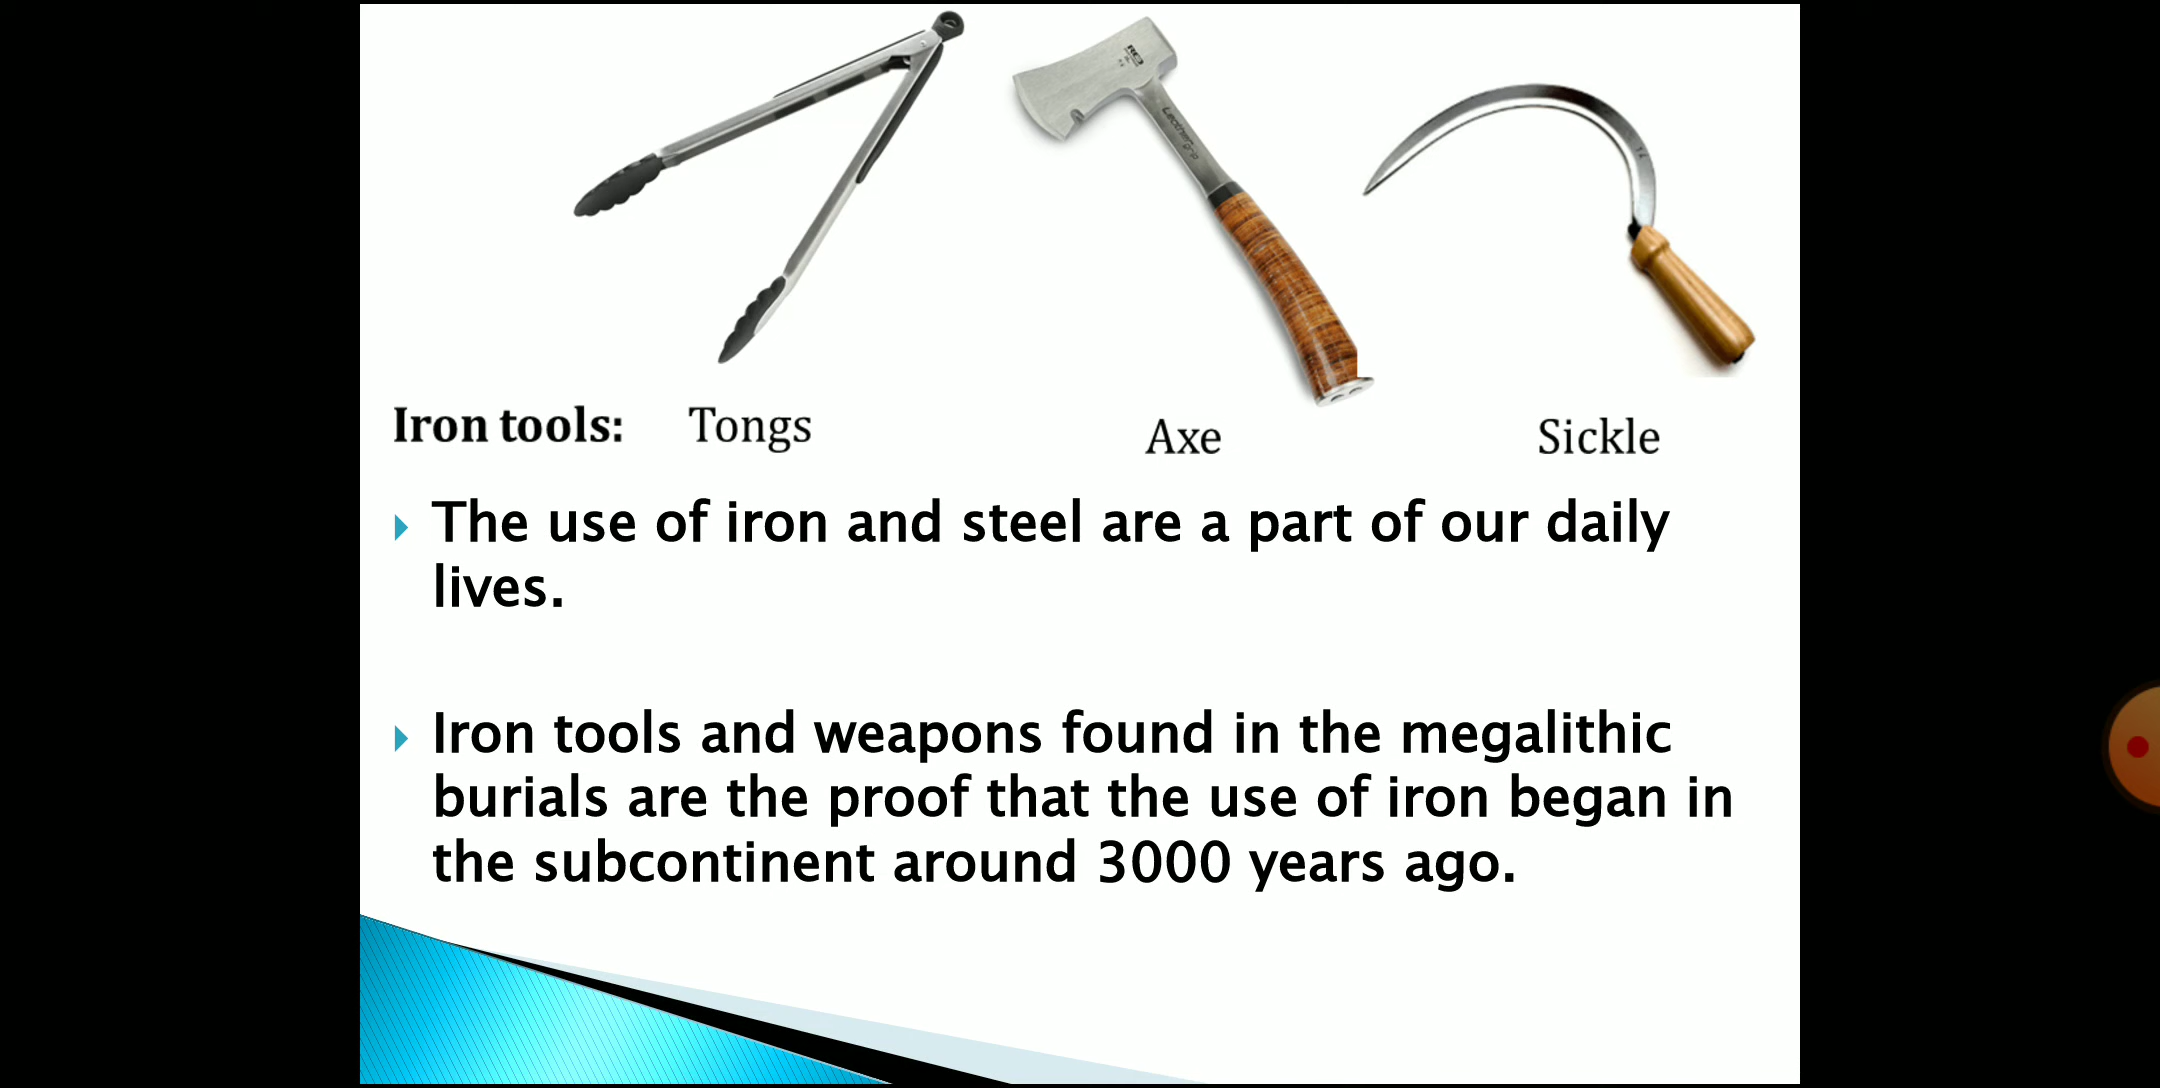 Iron tools: Tongs Axe Sickle
The use of iron and steel are a part of our daily
lives.
Iron tools and weapons found in the megalithic
burials are the proof that the use of iron began in
the subcontinent around 3000 years ago.